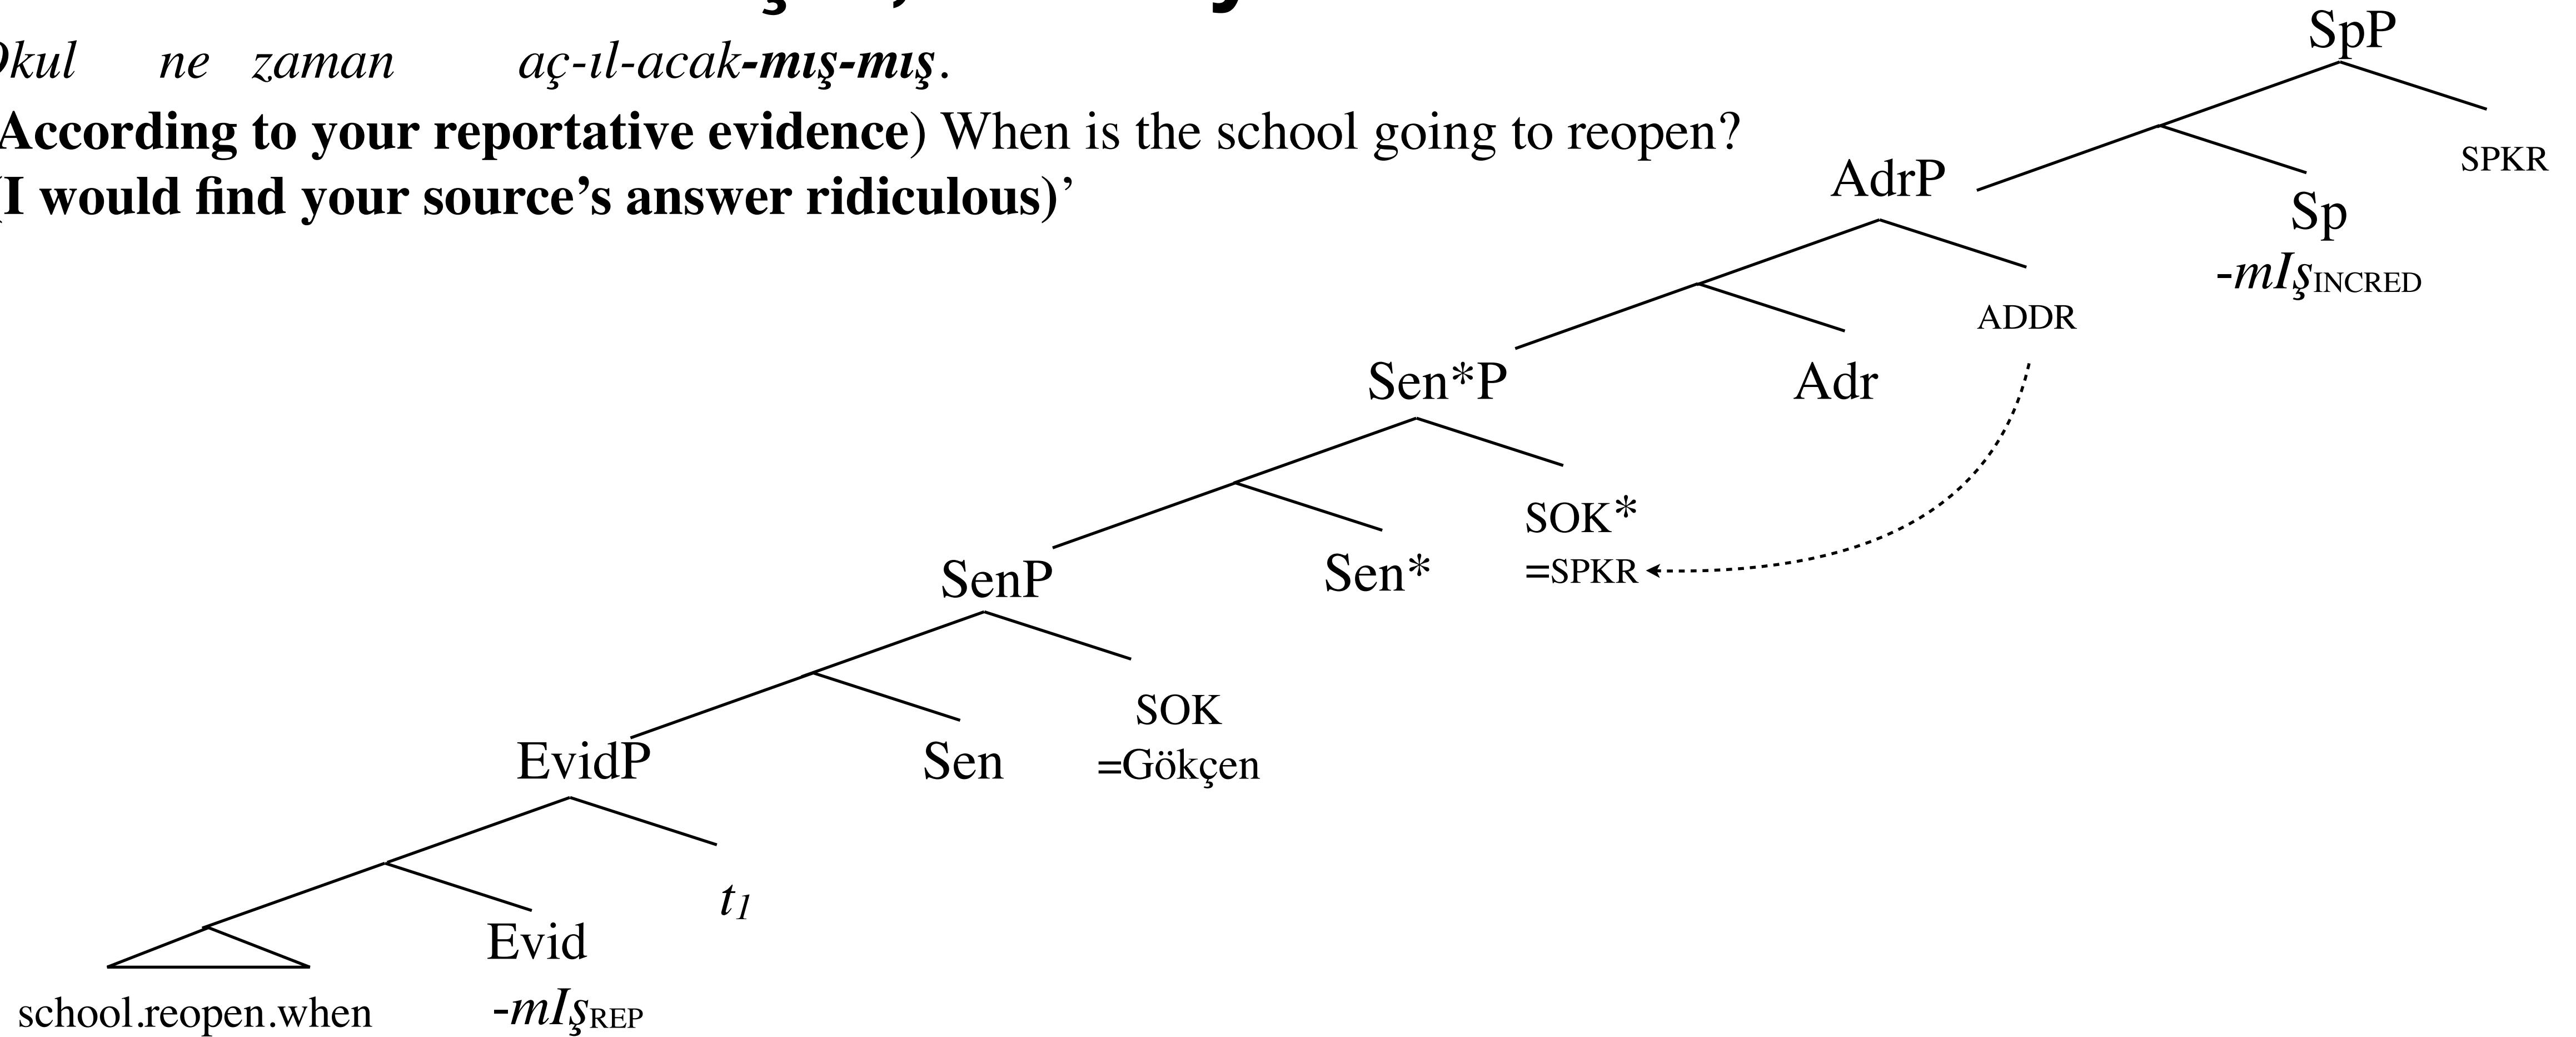 kul ne zaman aç-ıl-acak-mış-mış.
According to your reportative evidence) When is the school going to reopen?
(I would find your source’s answer ridiculous)’
SpP
SPKR
Sp
-mIşINCRED
AdrP
ADDR
Adr
Sen*P
SOK*
=SPKR
Sen*
SenP
SOK
=Gökçen
Sen
EvidP
t1
Evid
-mIşREP
school.reopen.when